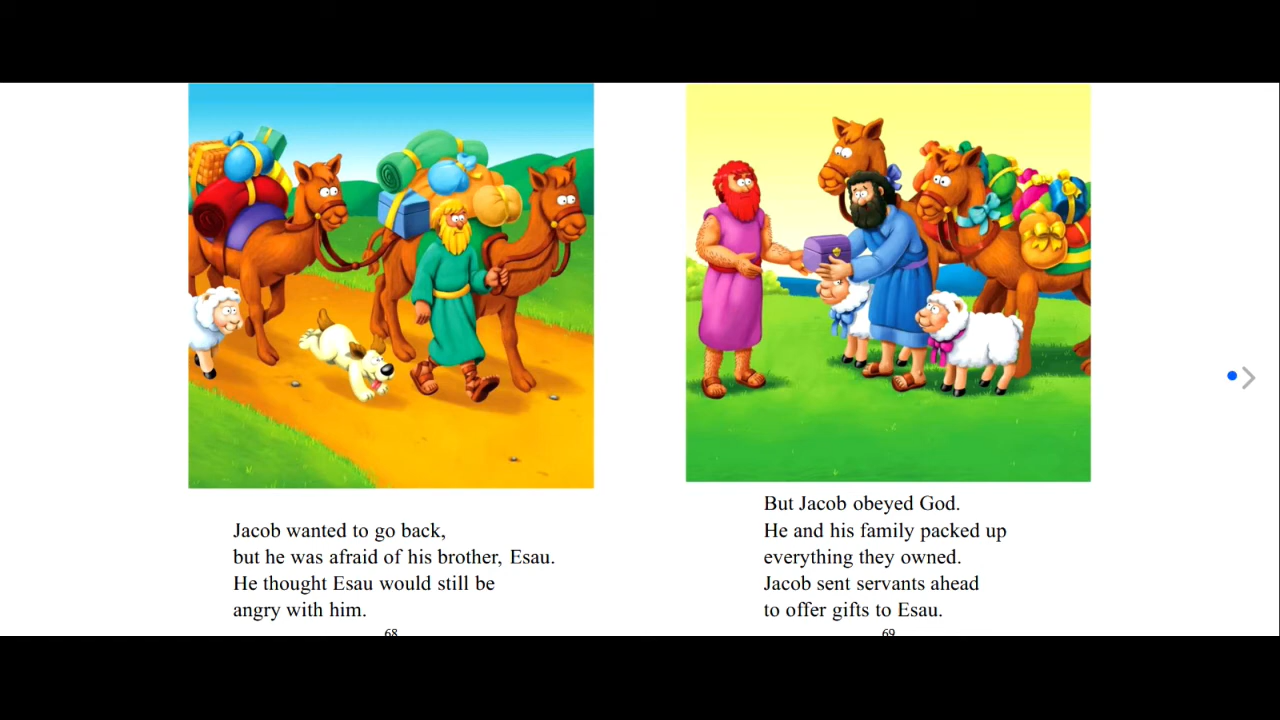 Jacob wanted to go back,
but he was afraid of his brother, Esau.
He thought Esau would still be
angry with him.
68
But Jacob obeyed God.
He and his family packed up
everything they owned.
Jacob sent servants ahead
to offer gifts to Esau.
69